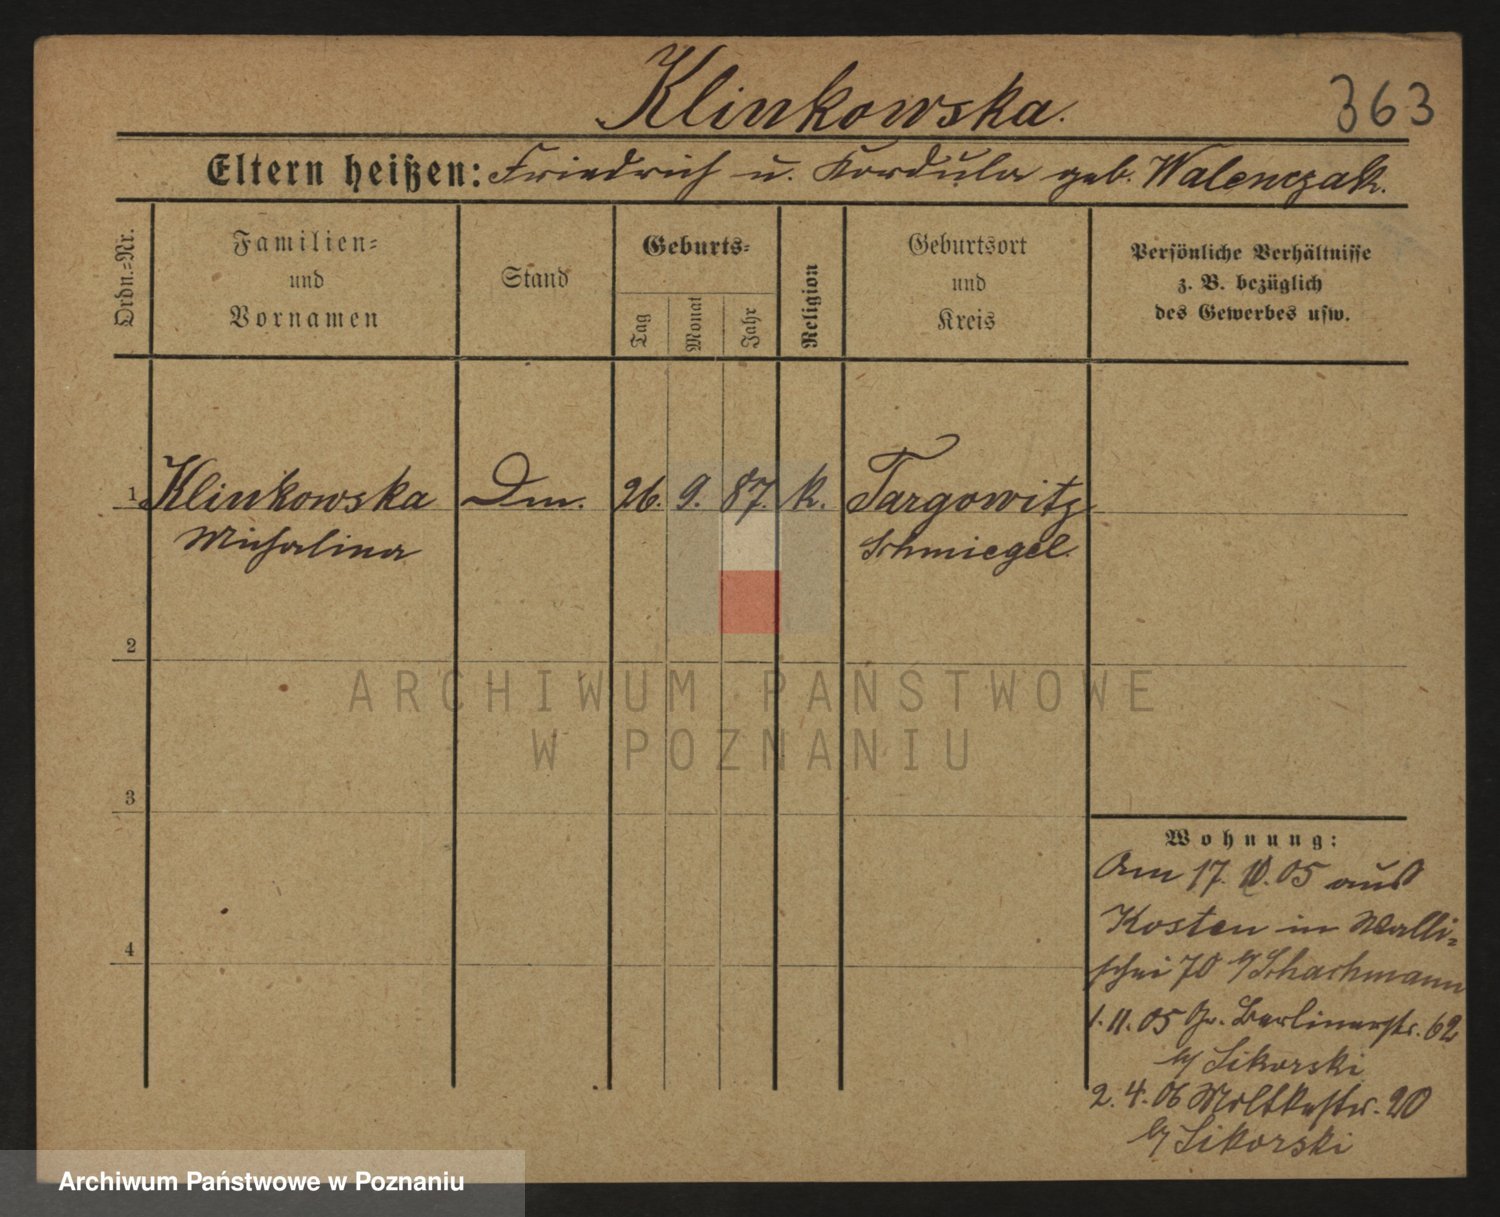 Klinkowska.
363
Eltern heißen: Friedrich u. Kordula geb. Walenczak.
Ordn.-Nr.
Familien-
und
Vornamen
Stand
Geburts-
Tag
Monat
Jahr
Religion
Geburtsort
und
Kreis
Persönliche Verhältnisse
z. B. bezüglich
des Gewerbes usw.
1 Klinkowska Dm. 26. 9. 87. k. Targowitz
Michalina Schmiegel.
2
3
4
ARCHIWUM PAŃSTWOWE
W POZNANIU
Wohnung:
Am 17. 10. 05 aus
Kosten in Walli-
schei 70 b/ Schachmann
1. 11. 05 Gr. Berlinerstr. 62
b/ Sikorski
2. 4. 06 Moltkestr. 20
b/ Sikorski
Archiwum Państwowe w Poznaniu